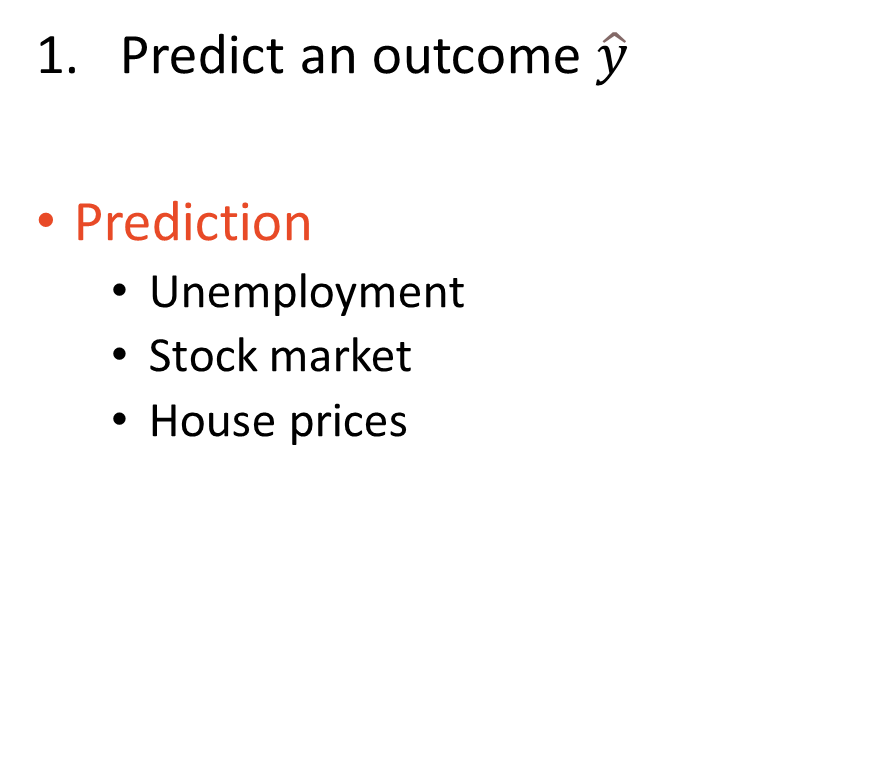 1. Predict an outcome ŷ
• Prediction
• Unemployment
• Stock market
• House prices